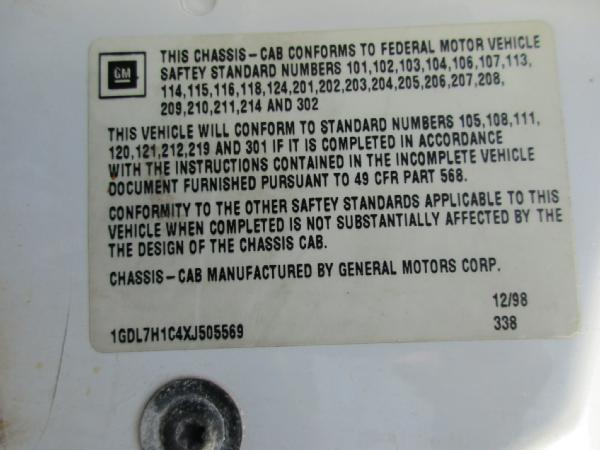 GM
THIS CHASSIS-CAB CONFORMS TO FEDERAL MOTOR VEHICLE
SAFTEY STANDARD NUMBERS 101,102,103,104,106,107,113,
114,115,116,118,124,201,202,203,204,205,206,207,208,
209,210,211,214 AND 302
THIS VEHICLE WILL CONFORM TO STANDARD NUMBERS 105,108,111,
120,121,212,219 AND 301 IF IT IS COMPLETED IN ACCORDANCE
WITH THE INSTRUCTIONS CONTAINED IN THE INCOMPLETE VEHICLE
DOCUMENT FURNISHED PURSUANT TO 49 CFR PART 568.
CONFORMITY TO THE OTHER SAFTEY STANDARDS APPLICABLE TO THIS
VEHICLE WHEN COMPLETED IS NOT SUBSTANTIALLY AFFECTED BY THE
THE DESIGN OF THE CHASSIS CAB.
CHASSIS-CAB MANUFACTURED BY GENERAL MOTORS CORP.
12/98
1GDL7H1C4XJ505569 338